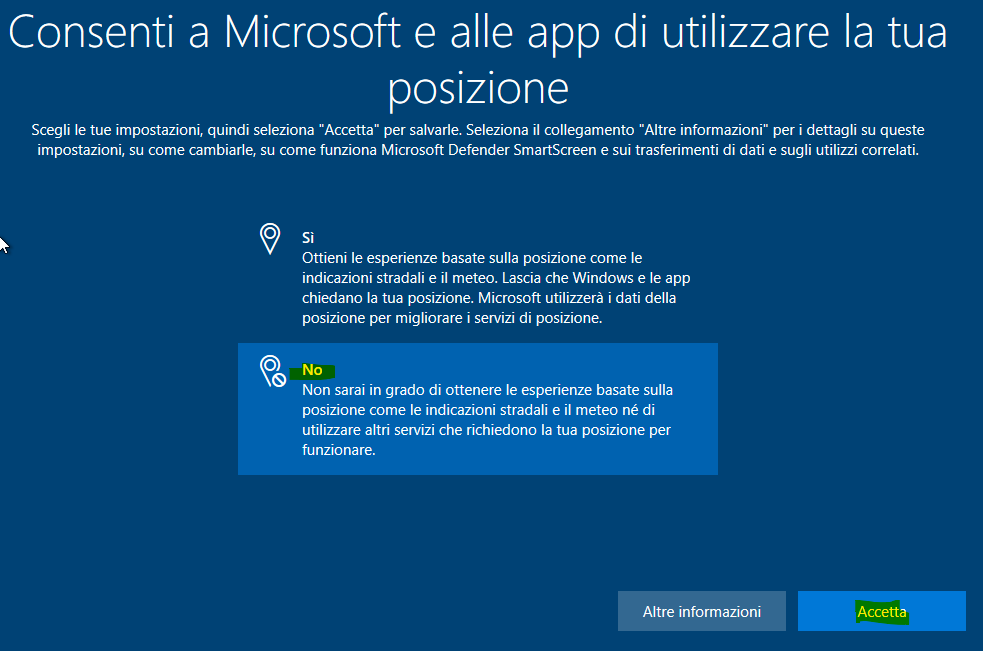 Consenti a Microsoft e alle app di utilizzare la tua
posizione
Scegli le tue impostazioni, quindi seleziona "Accetta" per salvarle. Seleziona il collegamento "Altre informazioni" per i dettagli su queste
impostazioni, su come cambiarle, su come funziona Microsoft Defender SmartScreen e sui trasferimenti di dati e sugli utilizzi correlati.
Sì
Ottieni le esperienze basate sulla posizione come le
indicazioni stradali e il meteo. Lascia che Windows e le app
chiedano la tua posizione. Microsoft utilizzerà i dati della
posizione per migliorare i servizi di posizione.
No
Non sarai in grado di ottenere le esperienze basate sulla
posizione come le indicazioni stradali e il meteo né di
utilizzare altri servizi che richiedono la tua posizione per
funzionare.
Altre informazioni
Accetta